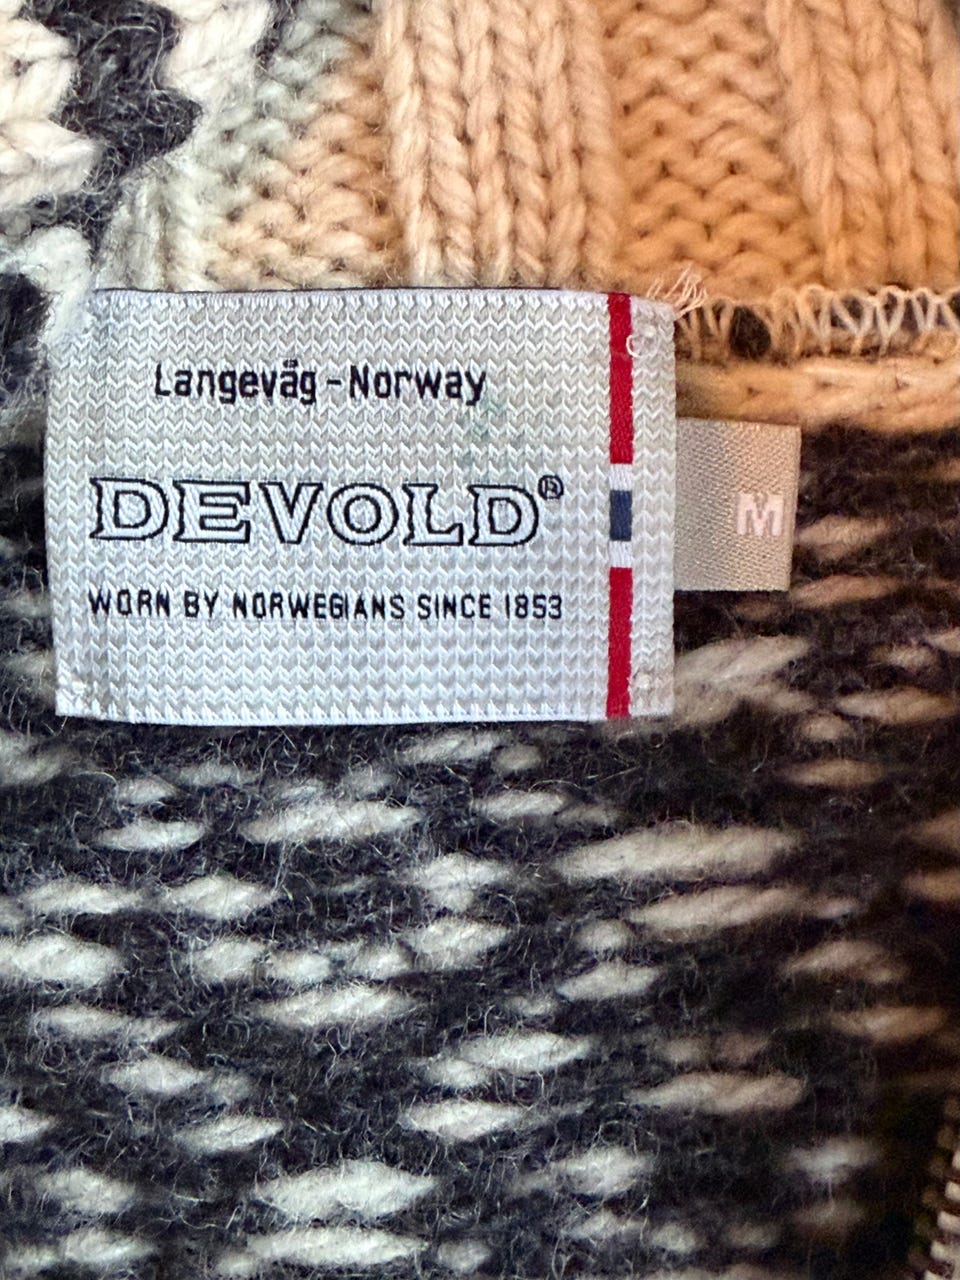 Langevåg - Norway
DEVOLD®
WORN BY NORWEGIANS SINCE 1853
M